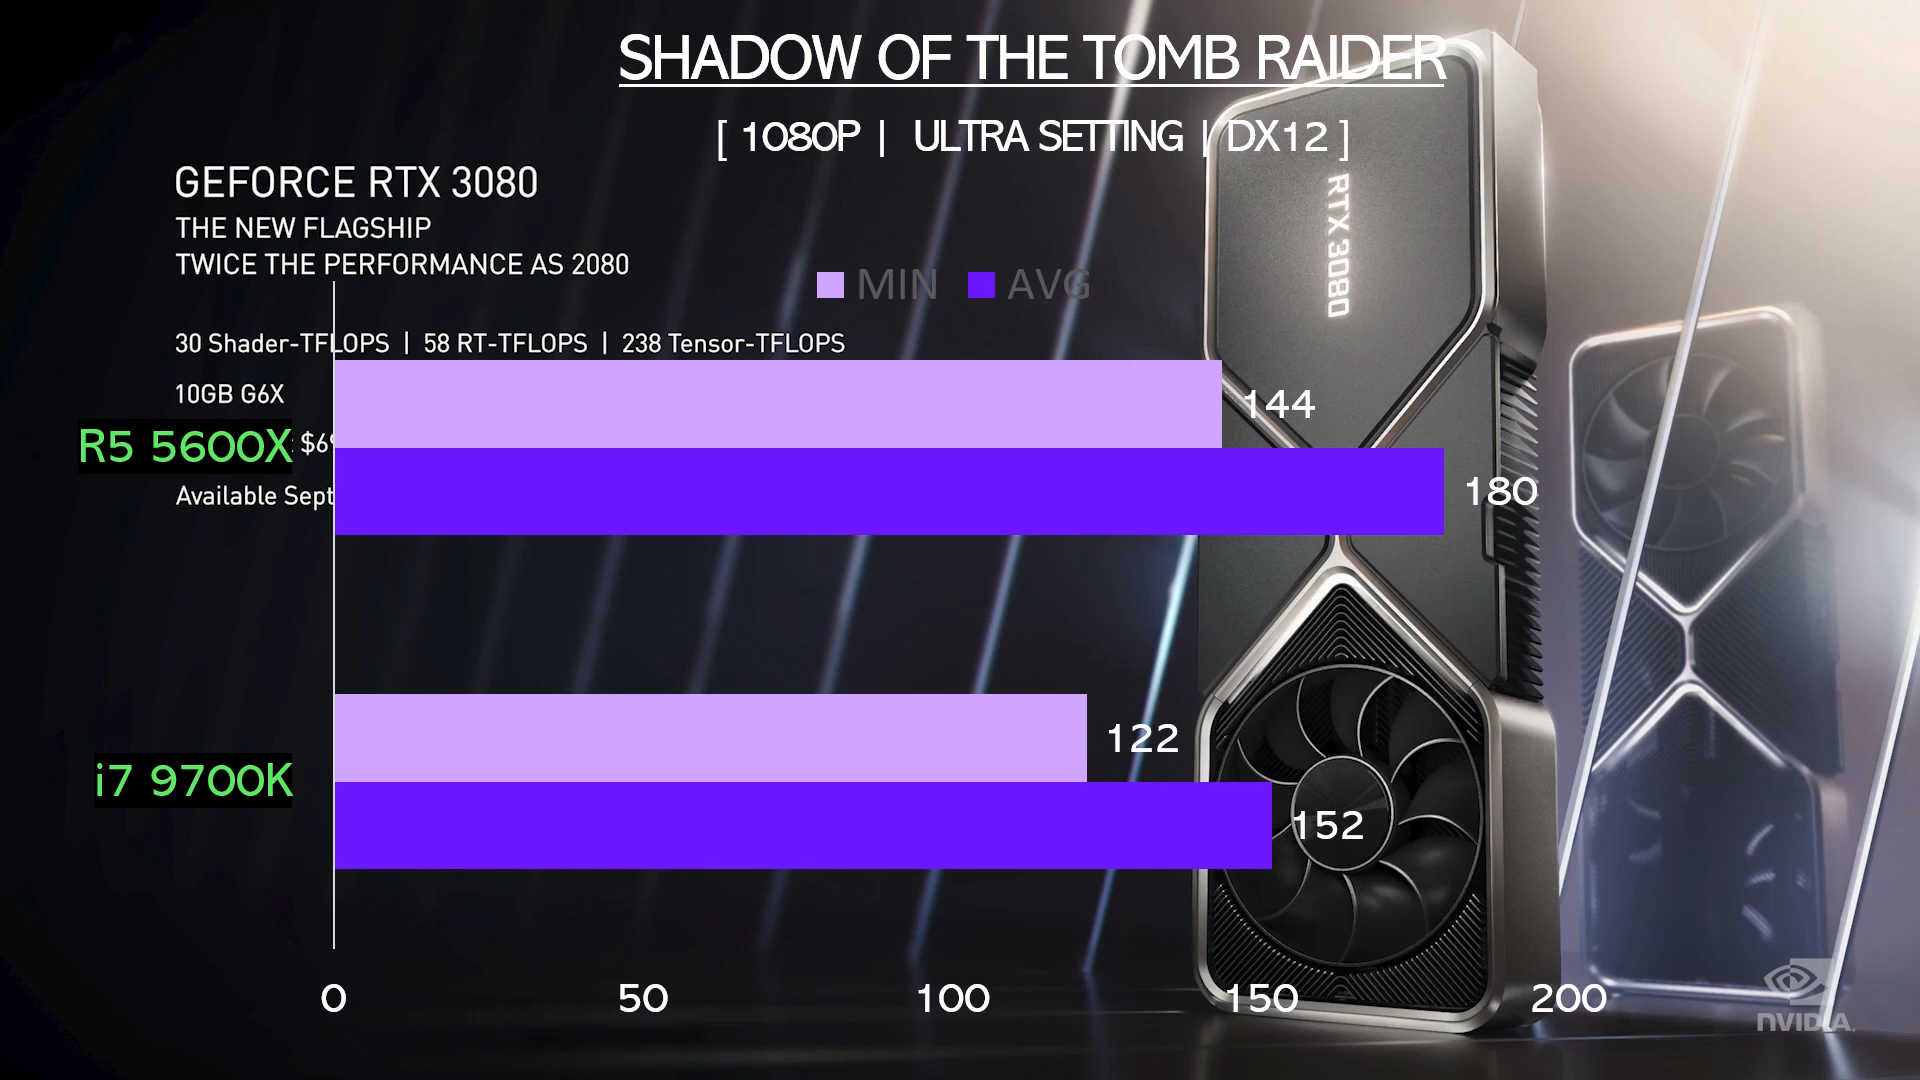 SHADOW OF THE TOMB RAIDER
[ 1080P | ULTRA SETTING | DX12 ]
GEFORCE RTX 3080
THE NEW FLAGSHIP
TWICE THE PERFORMANCE AS 2080
RTX 3080
MIN AVG
30 Shader-TFLOPS | 58 RT-TFLOPS | 238 Tensor-TFLOPS
10GB G6X
144
R5 5600X
180
Available Sept
122
i7 9700K
152
0 50 100 150 200
NVIDIA